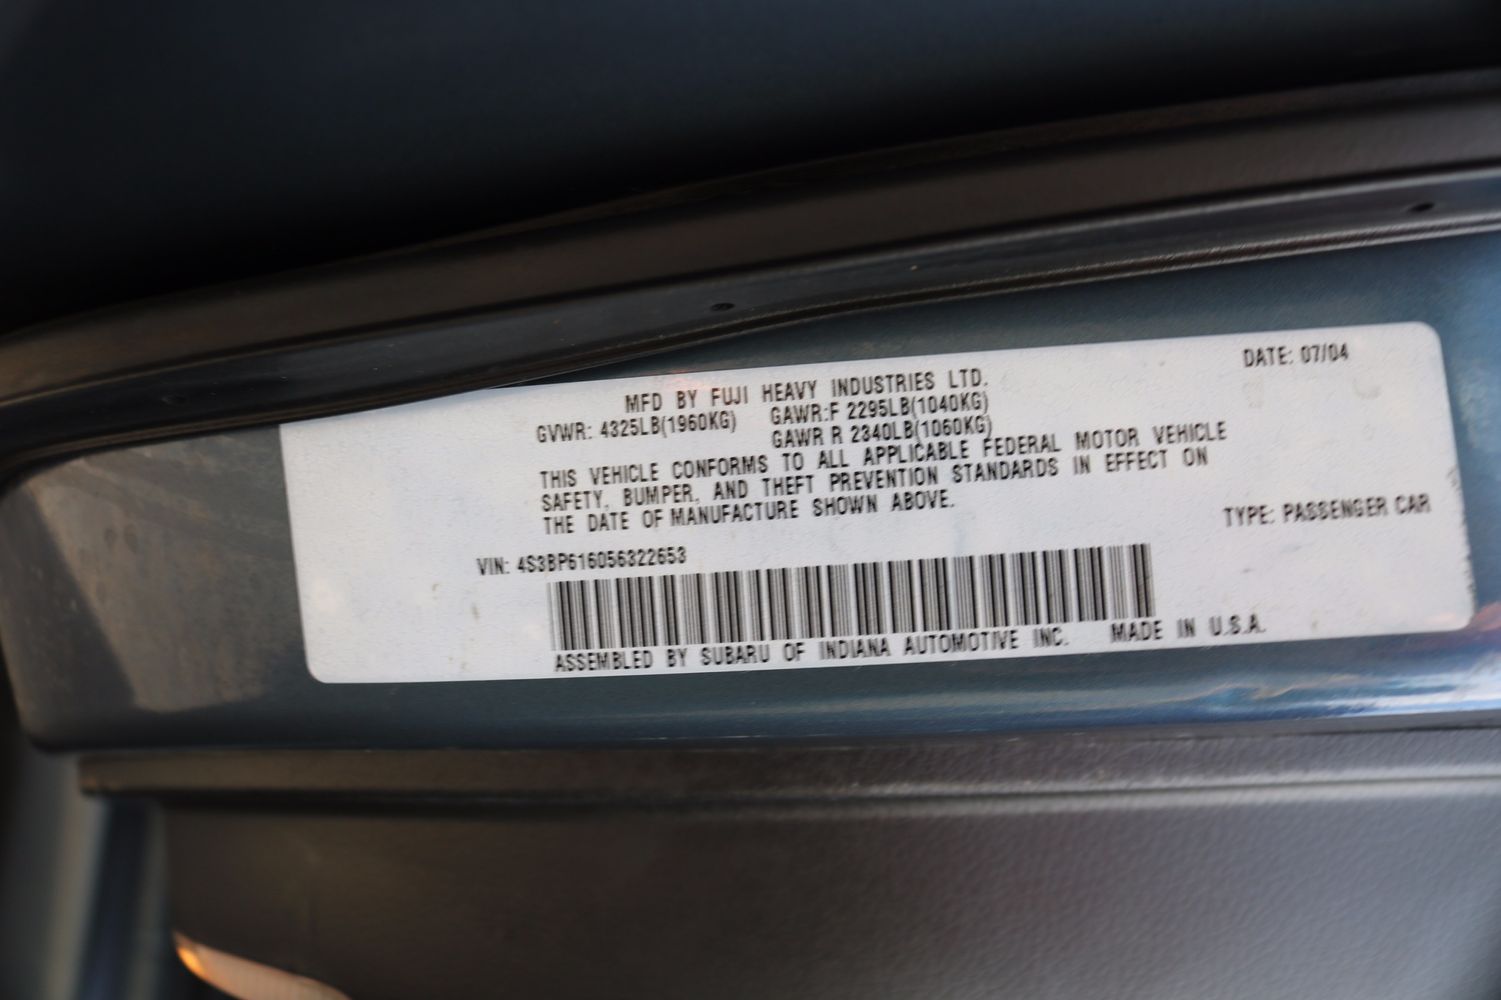 MFD BY FUJI HEAVY INDUSTRIES LTD. DATE: 07/04
GVWR: 4325LB(1960KG) GAWR:F 2295LB(1040KG)
GAWR R 2340LB(1060KG)
THIS VEHICLE CONFORMS TO ALL APPLICABLE FEDERAL MOTOR VEHICLE
SAFETY, BUMPER, AND THEFT PREVENTION STANDARDS IN EFFECT ON
THE DATE OF MANUFACTURE SHOWN ABOVE.
TYPE: PASSENGER CAR
VIN: 4S3BP616056322653
ASSEMBLED BY SUBARU OF INDIANA AUTOMOTIVE INC. MADE IN U.S.A.